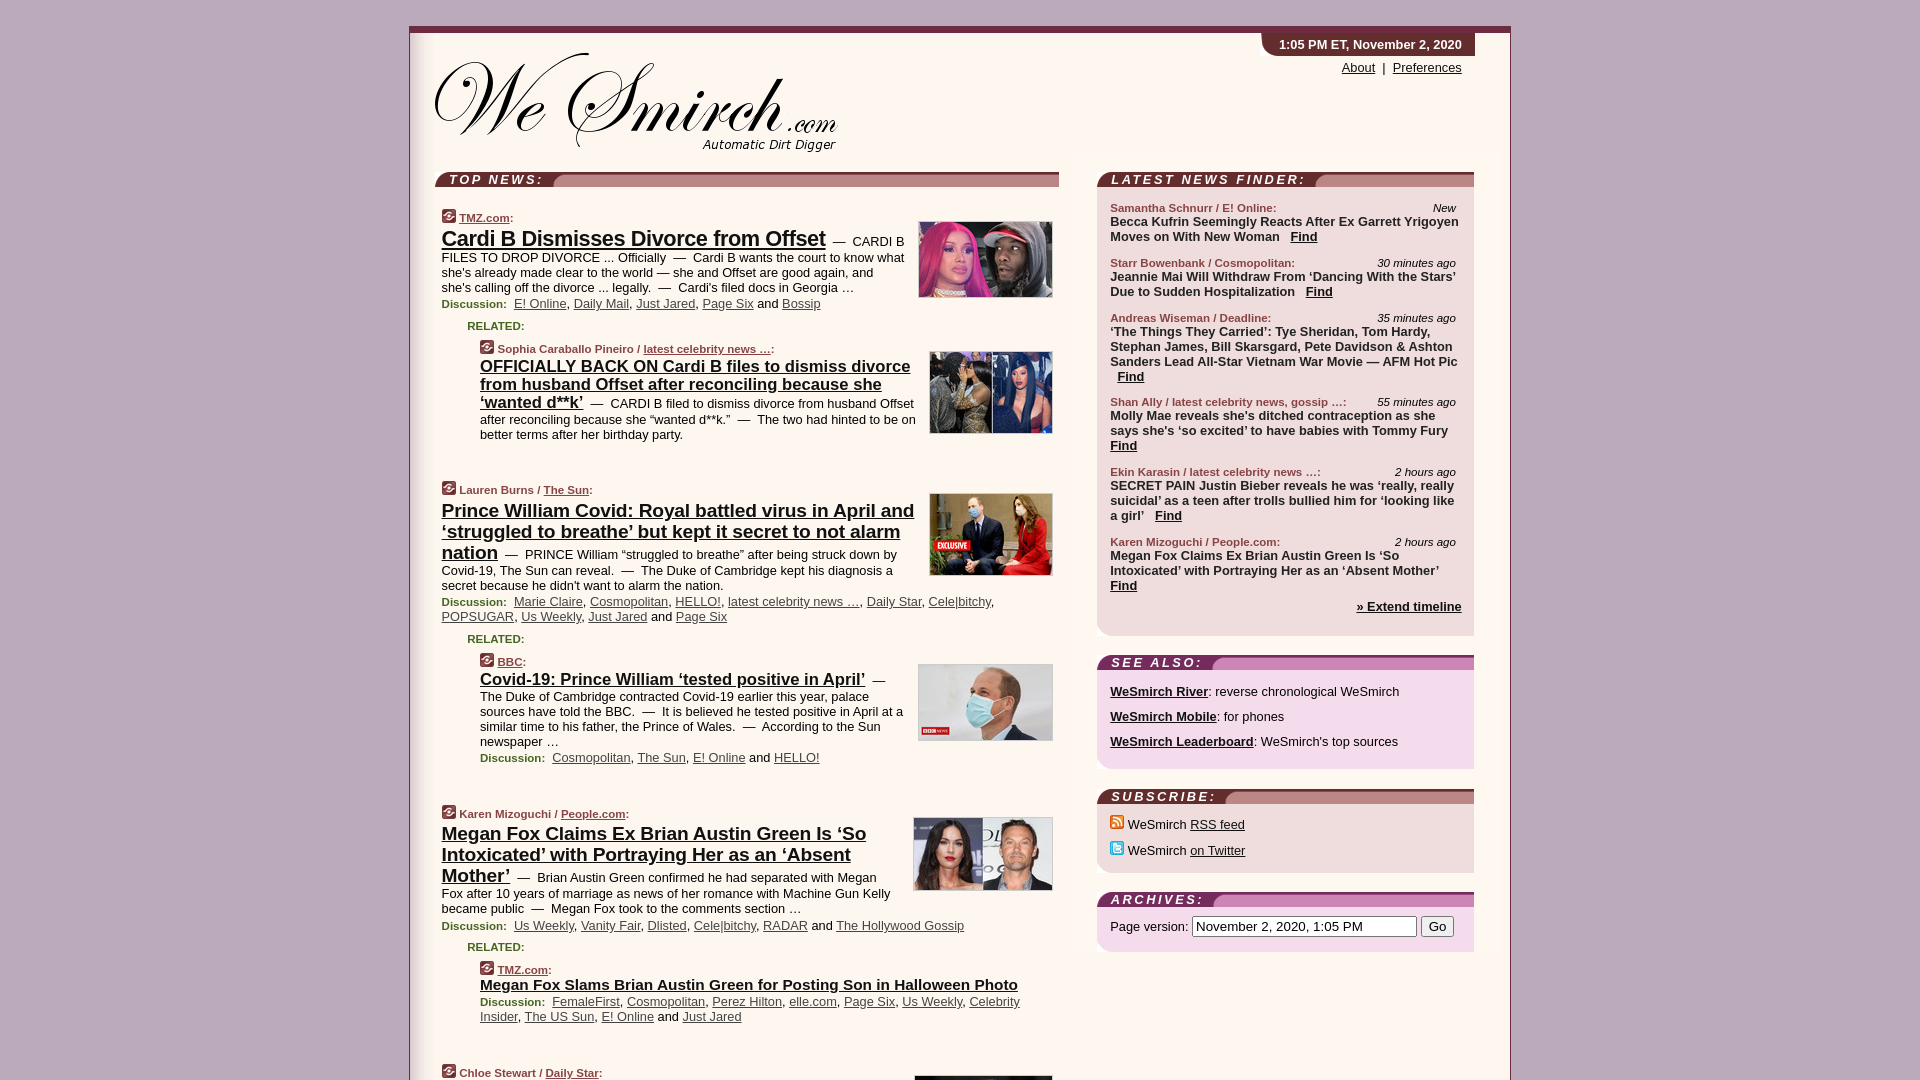 We Smirch.com
Automatic Dirt Digger
1:05 PM ET, November 2, 2020
About | Preferences
TOP NEWS:
TMZ.com:
Cardi B Dismisses Divorce from Offset — CARDI B
FILES TO DROP DIVORCE ... Officially — Cardi B wants the court to know what
she's already made clear to the world — she and Offset are good again, and
she's calling off the divorce ... legally. — Cardi's filed docs in Georgia …
Discussion: E! Online, Daily Mail, Just Jared, Page Six and Bossip
RELATED:
Sophia Caraballo Pineiro / latest celebrity news …:
OFFICIALLY BACK ON Cardi B files to dismiss divorce
from husband Offset after reconciling because she
‘wanted d**k’ — CARDI B filed to dismiss divorce from husband Offset
after reconciling because she “wanted d**k.” — The two had hinted to be on
better terms after her birthday party.
Lauren Burns / The Sun:
Prince William Covid: Royal battled virus in April and
‘struggled to breathe’ but kept it secret to not alarm
nation — PRINCE William “struggled to breathe” after being struck down by
Covid-19, The Sun can reveal. — The Duke of Cambridge kept his diagnosis a
secret because he didn't want to alarm the nation.
EXCLUSIVE
Discussion: Marie Claire, Cosmopolitan, HELLO!, latest celebrity news …, Daily Star, Cele|bitchy,
POPSUGAR, Us Weekly, Just Jared and Page Six
RELATED:
BBC:
Covid-19: Prince William ‘tested positive in April’ —
The Duke of Cambridge contracted Covid-19 earlier this year, palace
sources have told the BBC. — It is believed he tested positive in April at a
similar time to his father, the Prince of Wales. — According to the Sun
newspaper …
BBC NEWS
Discussion: Cosmopolitan, The Sun, E! Online and HELLO!
Karen Mizoguchi / People.com:
Megan Fox Claims Ex Brian Austin Green Is ‘So
Intoxicated’ with Portraying Her as an ‘Absent
Mother’ — Brian Austin Green confirmed he had separated with Megan
Fox after 10 years of marriage as news of her romance with Machine Gun Kelly
became public — Megan Fox took to the comments section …
Discussion: Us Weekly, Vanity Fair, Dlisted, Cele|bitchy, RADAR and The Hollywood Gossip
RELATED:
TMZ.com:
Megan Fox Slams Brian Austin Green for Posting Son in Halloween Photo
Discussion: FemaleFirst, Cosmopolitan, Perez Hilton, elle.com, Page Six, Us Weekly, Celebrity
Insider, The US Sun, E! Online and Just Jared
Chloe Stewart / Daily Star:
LATEST NEWS FINDER:
Samantha Schnurr / E! Online: New
Becca Kufrin Seemingly Reacts After Ex Garrett Yrigoyen
Moves on With New Woman Find
Starr Bowenbank / Cosmopolitan: 30 minutes ago
Jeannie Mai Will Withdraw From ‘Dancing With the Stars’
Due to Sudden Hospitalization Find
Andreas Wiseman / Deadline: 35 minutes ago
‘The Things They Carried’: Tye Sheridan, Tom Hardy,
Stephan James, Bill Skarsgard, Pete Davidson & Ashton
Sanders Lead All-Star Vietnam War Movie — AFM Hot Pic
Find
Shan Ally / latest celebrity news, gossip …: 55 minutes ago
Molly Mae reveals she's ditched contraception as she
says she's ‘so excited’ to have babies with Tommy Fury
Find
Ekin Karasin / latest celebrity news …: 2 hours ago
SECRET PAIN Justin Bieber reveals he was ‘really, really
suicidal’ as a teen after trolls bullied him for ‘looking like
a girl’ Find
Karen Mizoguchi / People.com: 2 hours ago
Megan Fox Claims Ex Brian Austin Green Is ‘So
Intoxicated’ with Portraying Her as an ‘Absent Mother’
Find
» Extend timeline
SEE ALSO:
WeSmirch River: reverse chronological WeSmirch
WeSmirch Mobile: for phones
WeSmirch Leaderboard: WeSmirch's top sources
SUBSCRIBE:
WeSmirch RSS feed
WeSmirch on Twitter
ARCHIVES:
Page version: November 2, 2020, 1:05 PM Go